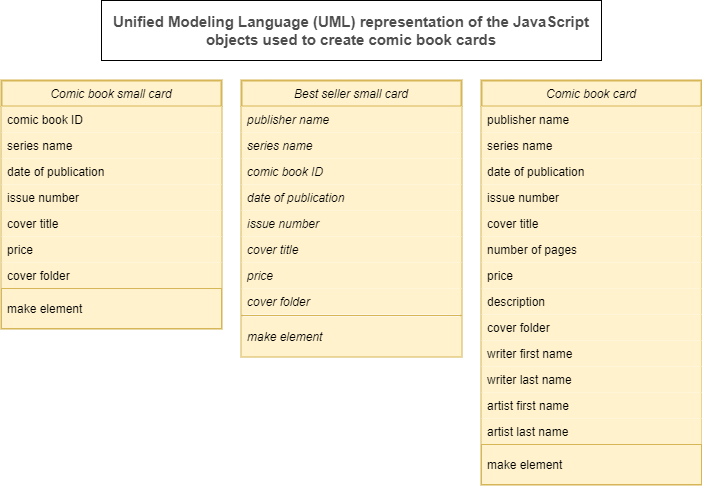 Unified Modeling Language (UML) representation of the JavaScript
objects used to create comic book cards
Comic book small card
comic book ID
series name
date of publication
issue number
cover title
price
cover folder
make element
Best seller small card
publisher name
series name
comic book ID
date of publication
issue number
cover title
price
cover folder
make element
Comic book card
publisher name
series name
date of publication
issue number
cover title
number of pages
price
description
cover folder
writer first name
writer last name
artist first name
artist last name
make element